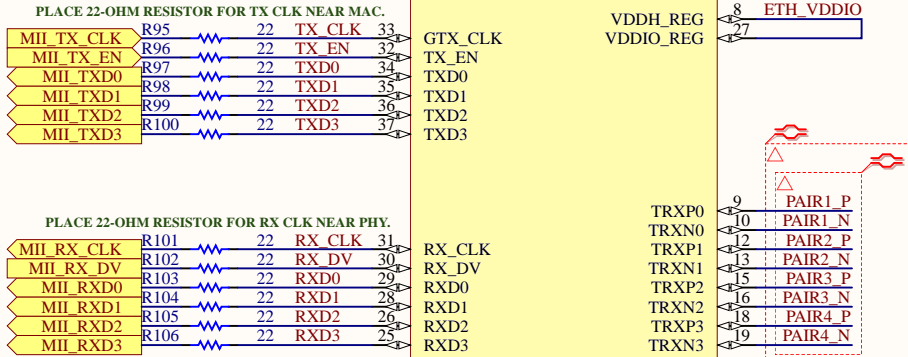 PLACE 22-OHM RESISTOR FOR TX CLK NEAR MAC.
MII_TX_CLK R95 22 TX_CLK 33 GTX_CLK
MII_TX_EN R96 22 TX_EN 32 TX_EN
MII_TXD0 R97 22 TXD0 34 TXD0
MII_TXD1 R98 22 TXD1 35 TXD1
MII_TXD2 R99 22 TXD2 36 TXD2
MII_TXD3 R100 22 TXD3 37 TXD3
VDDH_REG 8 ETH_VDDIO
VDDIO_REG 27
PLACE 22-OHM RESISTOR FOR RX CLK NEAR PHY.
MII_RX_CLK R101 22 RX_CLK 31 RX_CLK
MII_RX_DV R102 22 RX_DV 30 RX_DV
MII_RXD0 R103 22 RXD0 29 RXD0
MII_RXD1 R104 22 RXD1 28 RXD1
MII_RXD2 R105 22 RXD2 26 RXD2
MII_RXD3 R106 22 RXD3 25 RXD3
TRXP0 9 PAIR1_P
TRXN0 10 PAIR1_N
TRXP1 12 PAIR2_P
TRXN1 13 PAIR2_N
TRXP2 15 PAIR3_P
TRXN2 16 PAIR3_N
TRXP3 18 PAIR4_P
TRXN3 19 PAIR4_N